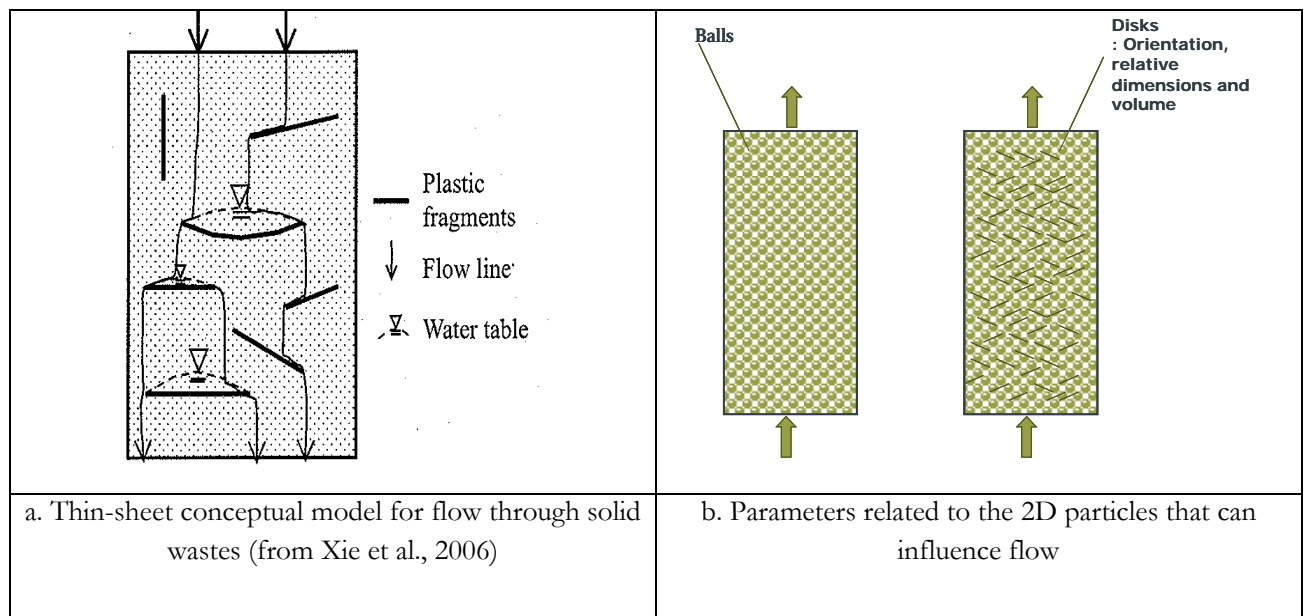 Plastic
fragments
Flow line
Water table
Balls
Disks
: Orientation,
relative
dimensions and
volume
a. Thin-sheet conceptual model for flow through solid
wastes (from Xie et al., 2006)
b. Parameters related to the 2D particles that can
influence flow